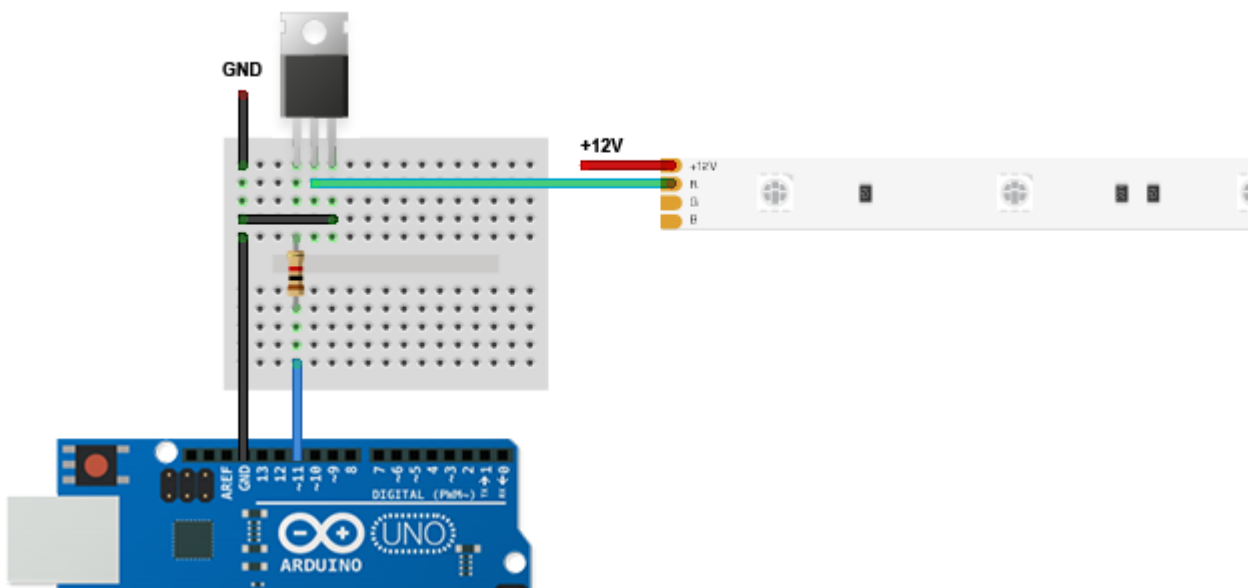 GND
+12V
+12V
R
G
B
AREF
GND
13
12
~11
~10
~9
8
7
~6
~5
4
~3
2
TX→1
RX←0
DIGITAL (PWM~)
UNO
ARDUINO